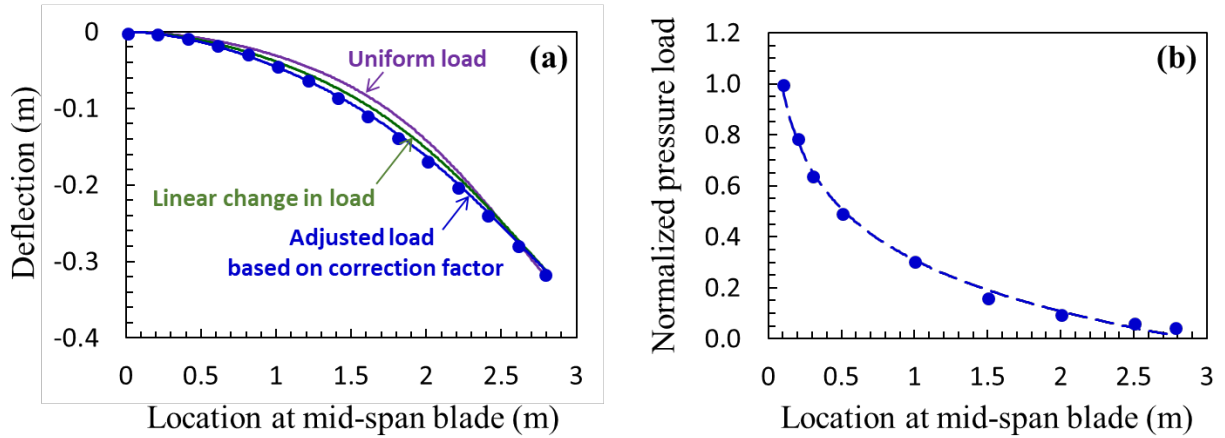 (a)
Deflection (m)
0
-0.1
-0.2
-0.3
-0.4
Uniform load
Linear change in load
Adjusted load
based on correction factor
0 0.5 1 1.5 2 2.5 3
Location at mid-span blade (m)
(b)
Normalized pressure load
1.2
1.0
0.8
0.6
0.4
0.2
0.0
0 0.5 1 1.5 2 2.5 3
Location at mid-span blade (m)